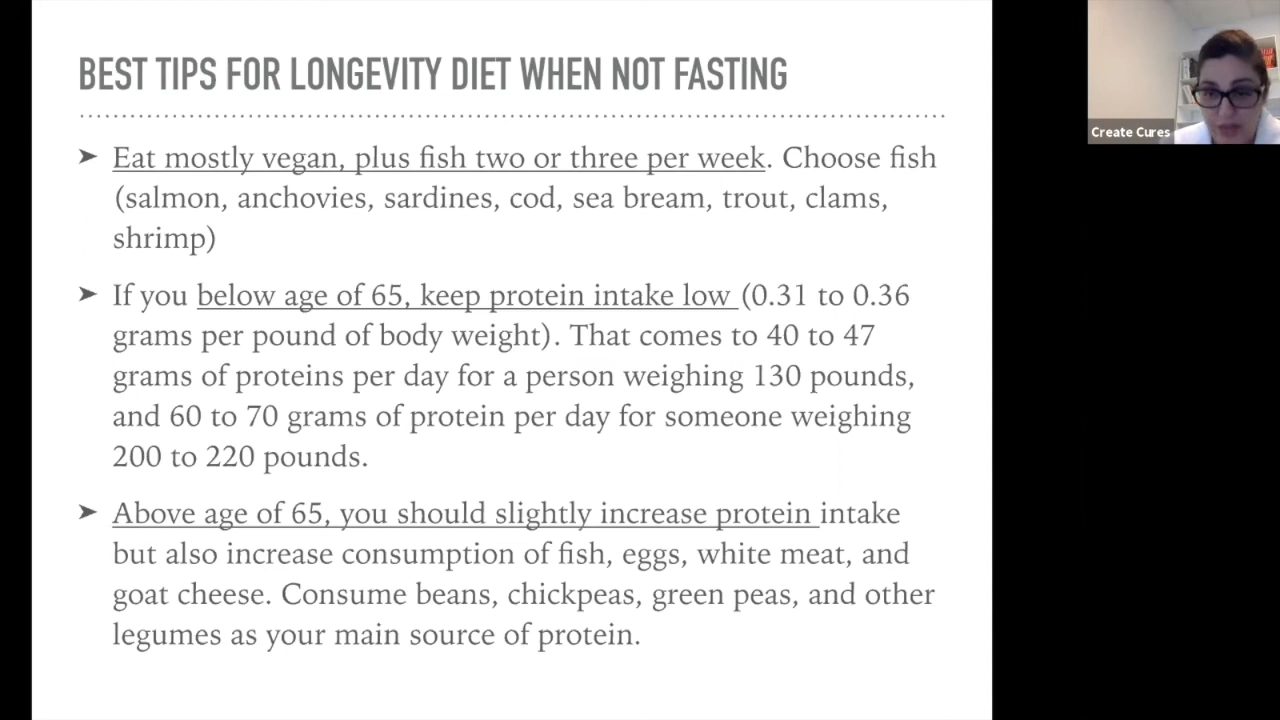 BEST TIPS FOR LONGEVITY DIET WHEN NOT FASTING
➤ Eat mostly vegan, plus fish two or three per week. Choose fish
(salmon, anchovies, sardines, cod, sea bream, trout, clams,
shrimp)
➤ If you below age of 65, keep protein intake low (0.31 to 0.36
grams per pound of body weight). That comes to 40 to 47
grams of proteins per day for a person weighing 130 pounds,
and 60 to 70 grams of protein per day for someone weighing
200 to 220 pounds.
➤ Above age of 65, you should slightly increase protein intake
but also increase consumption of fish, eggs, white meat, and
goat cheese. Consume beans, chickpeas, green peas, and other
legumes as your main source of protein.
Create Cures